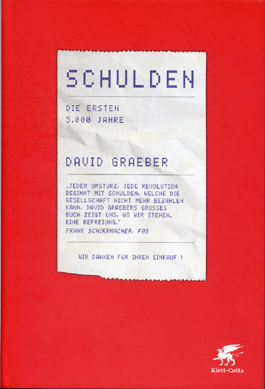 SCHULDEN
DIE ERSTEN
5.000 JAHRE
DAVID GRAEBER
„JEDER UMSTURZ, JEDE REVOLUTION
BEGINNT MIT SCHULDEN, WELCHE DIE
GESELLSCHAFT NICHT MEHR BEZAHLEN
KANN. DAVID GRAEBERS GROSSES
BUCH ZEIGT UNS, WO WIR STEHEN.
EINE BEFREIUNG.“
FRANK SCHIRRMACHER, FAS
WIR DANKEN FÜR IHREN EINKAUF !
Klett-Cotta